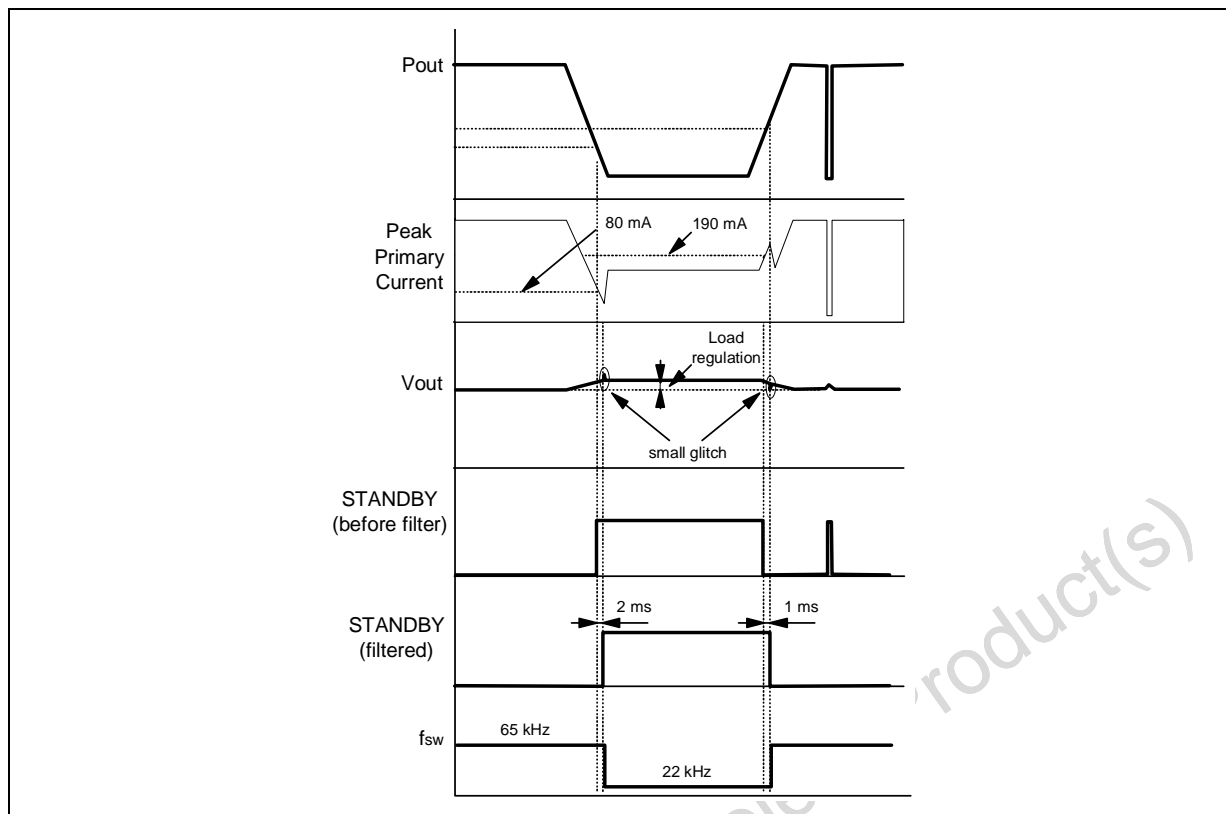 Pout
Peak
Primary
Current
80 mA
190 mA
Vout
Load
regulation
small glitch
STANDBY
(before filter)
STANDBY
(filtered)
2 ms
1 ms
fsw
65 kHz
22 kHz
roduct(s)